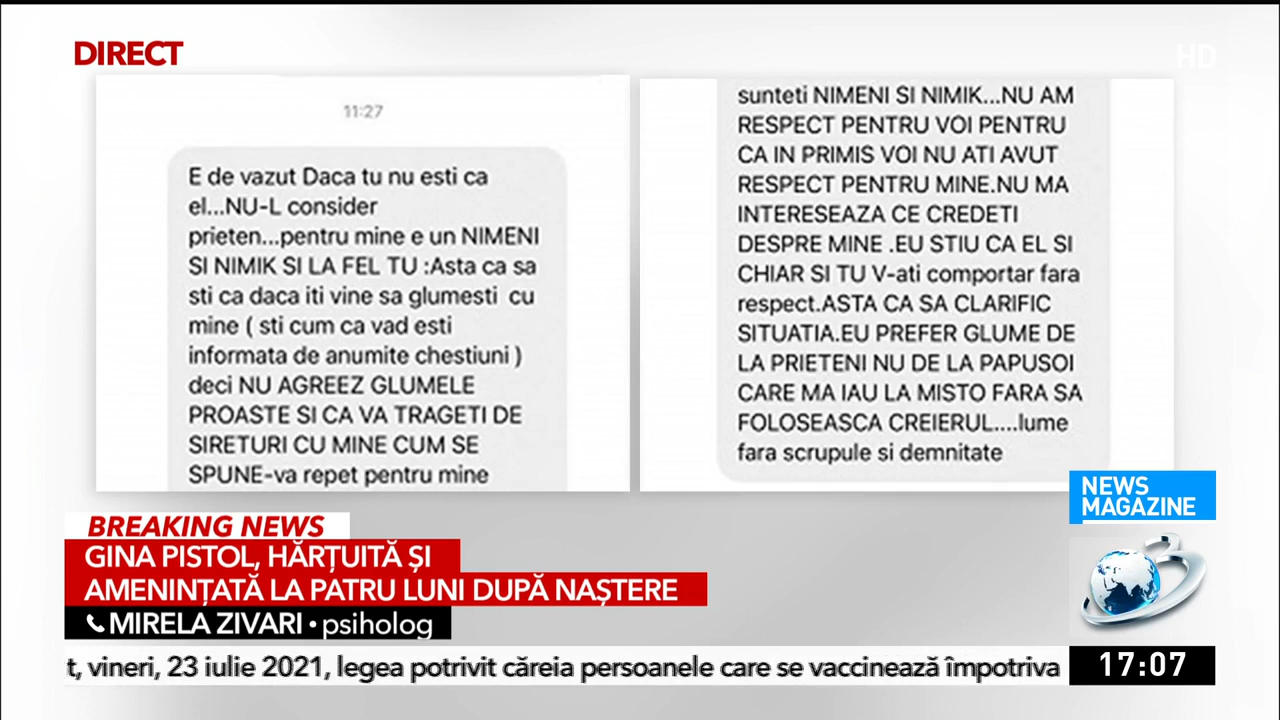 DIRECT
HD
11:27
E de vazut Daca tu nu esti ca
el...NU-L consider
prieten...pentru mine e un NIMENI
SI NIMIK SI LA FEL TU :Asta ca sa
sti ca daca iti vine sa glumesti cu
mine ( sti cum ca vad esti
informata de anumite chestiuni )
deci NU AGREEZ GLUMELE
PROASTE SI CA VA TRAGETI DE
SIRETURI CU MINE CUM SE
SPUNE-va repet pentru mine
sunteti NIMENI SI NIMIK...NU AM
RESPECT PENTRU VOI PENTRU
CA IN PRIMIS VOI NU ATI AVUT
RESPECT PENTRU MINE.NU MA
INTERESEAZA CE CREDETI
DESPRE MINE .EU STIU CA EL SI
CHIAR SI TU V-ati comportar fara
respect.ASTA CA SA CLARIFIC
SITUATIA.EU PREFER GLUME DE
LA PRIETENI NU DE LA PAPUSOI
CARE MA IAU LA MISTO FARA SA
FOLOSEASCA CREIERUL....lume
fara scrupule si demnitate
NEWS
MAGAZINE
BREAKING NEWS
GINA PISTOL, HĂRȚUITĂ ȘI
AMENINȚATĂ LA PATRU LUNI DUPĂ NAȘTERE
MIRELA ZIVARI • psiholog
t, vineri, 23 iulie 2021, legea potrivit căreia persoanele care se vaccinează împotriva
3
17:07